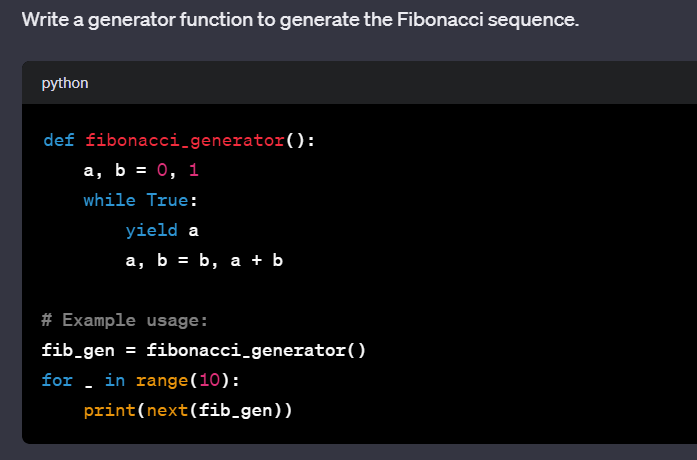 Write a generator function to generate the Fibonacci sequence.
python
def fibonacci_generator():
    a, b = 0, 1
    while True:
        yield a
        a, b = b, a + b
# Example usage:
fib_gen = fibonacci_generator()
for _ in range(10):
    print(next(fib_gen))